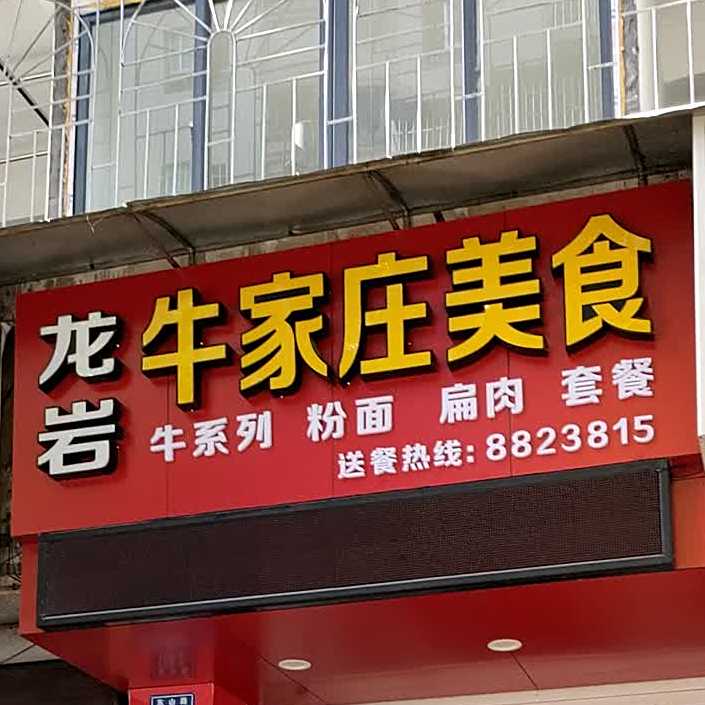 龙岩
牛家庄美食
牛系列 粉面 扁肉 套餐
送餐热线:8823815